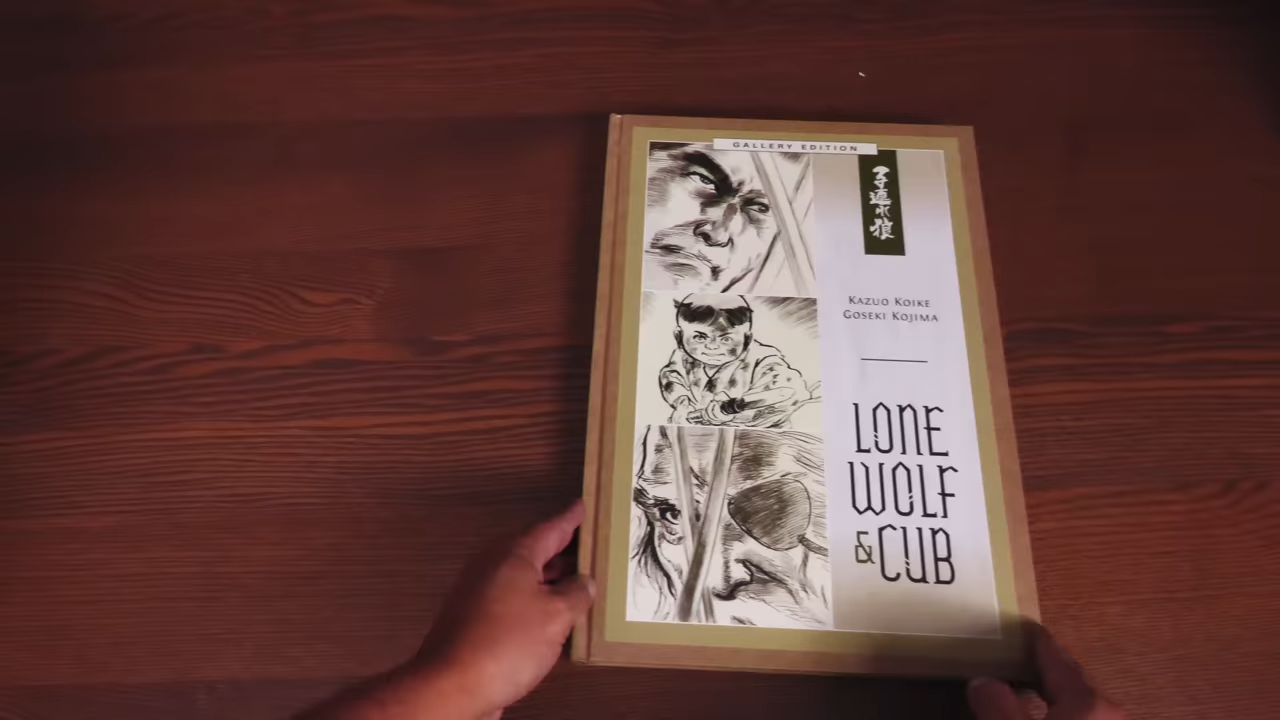 GALLERY EDITION
子連れ狼
KAZUO KOIKE
GOSEKI KOJIMA
LONE
WOLF
& CUB